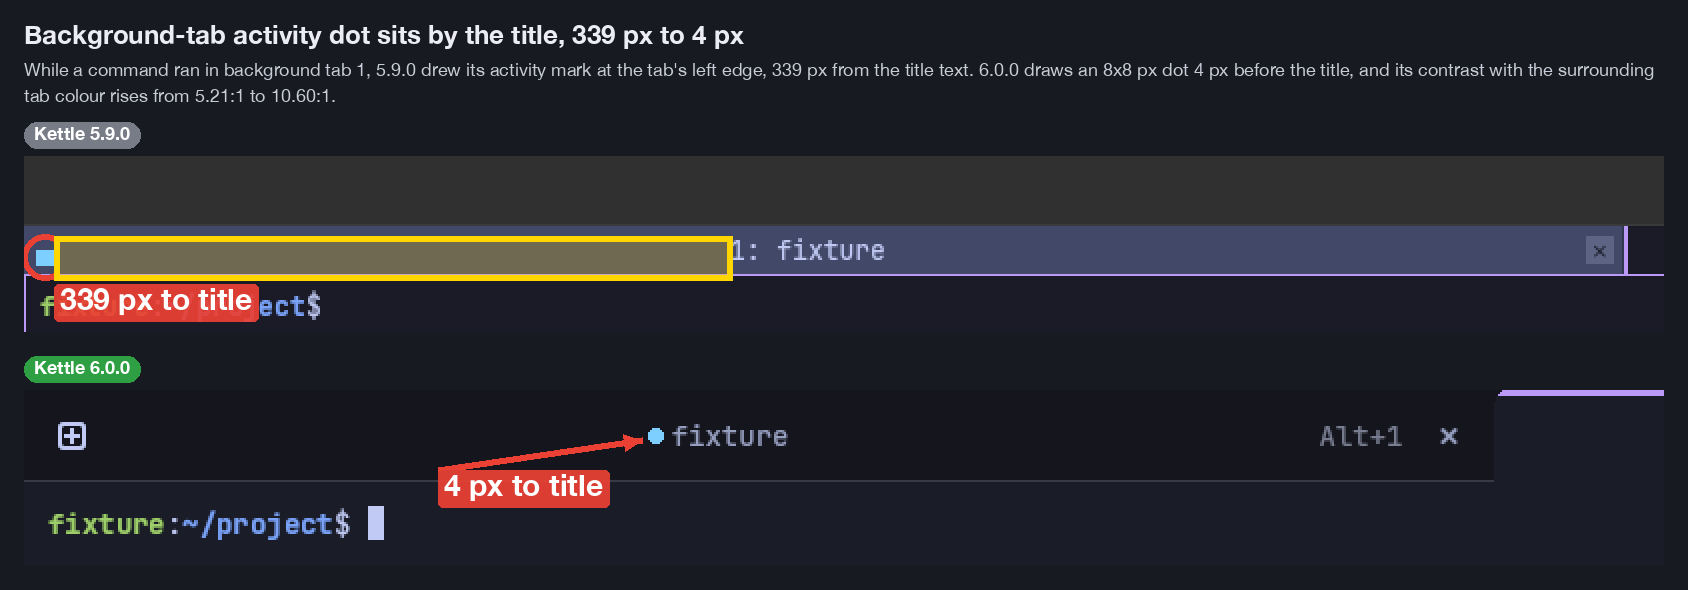 Background-tab activity dot sits by the title, 339 px to 4 px
While a command ran in background tab 1, 5.9.0 drew its activity mark at the tab's left edge, 339 px from the title text. 6.0.0 draws an 8x8 px dot 4 px before the title, and its contrast with the surrounding
tab colour rises from 5.21:1 to 10.60:1.
Kettle 5.9.0
1: fixture ×
339 px to title
f ject$
Kettle 6.0.0
fixture Alt+1 ×
4 px to title
fixture:~/project$